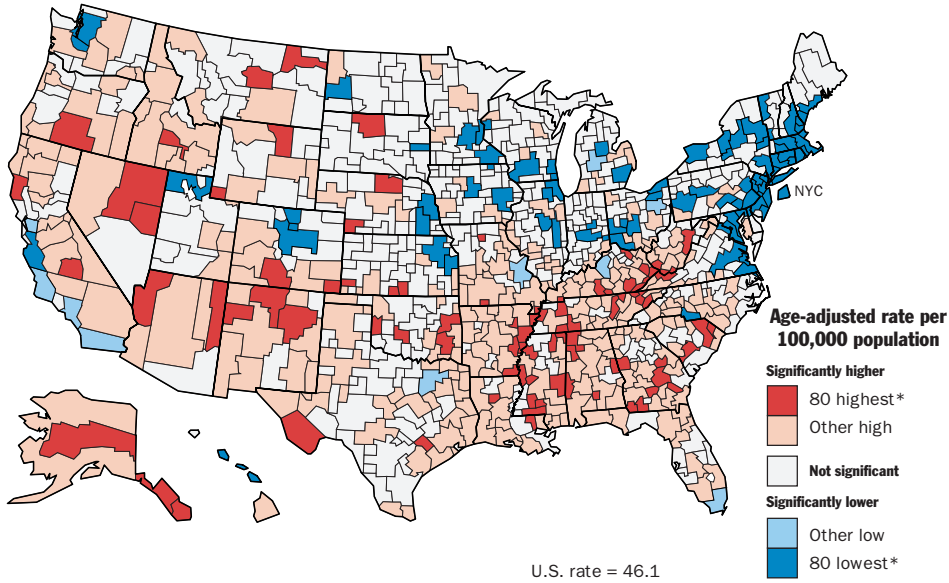 NYC
Age-adjusted rate per
100,000 population
Significantly higher
80 highest*
Other high
Not significant
Significantly lower
Other low
80 lowest*
U.S. rate = 46.1